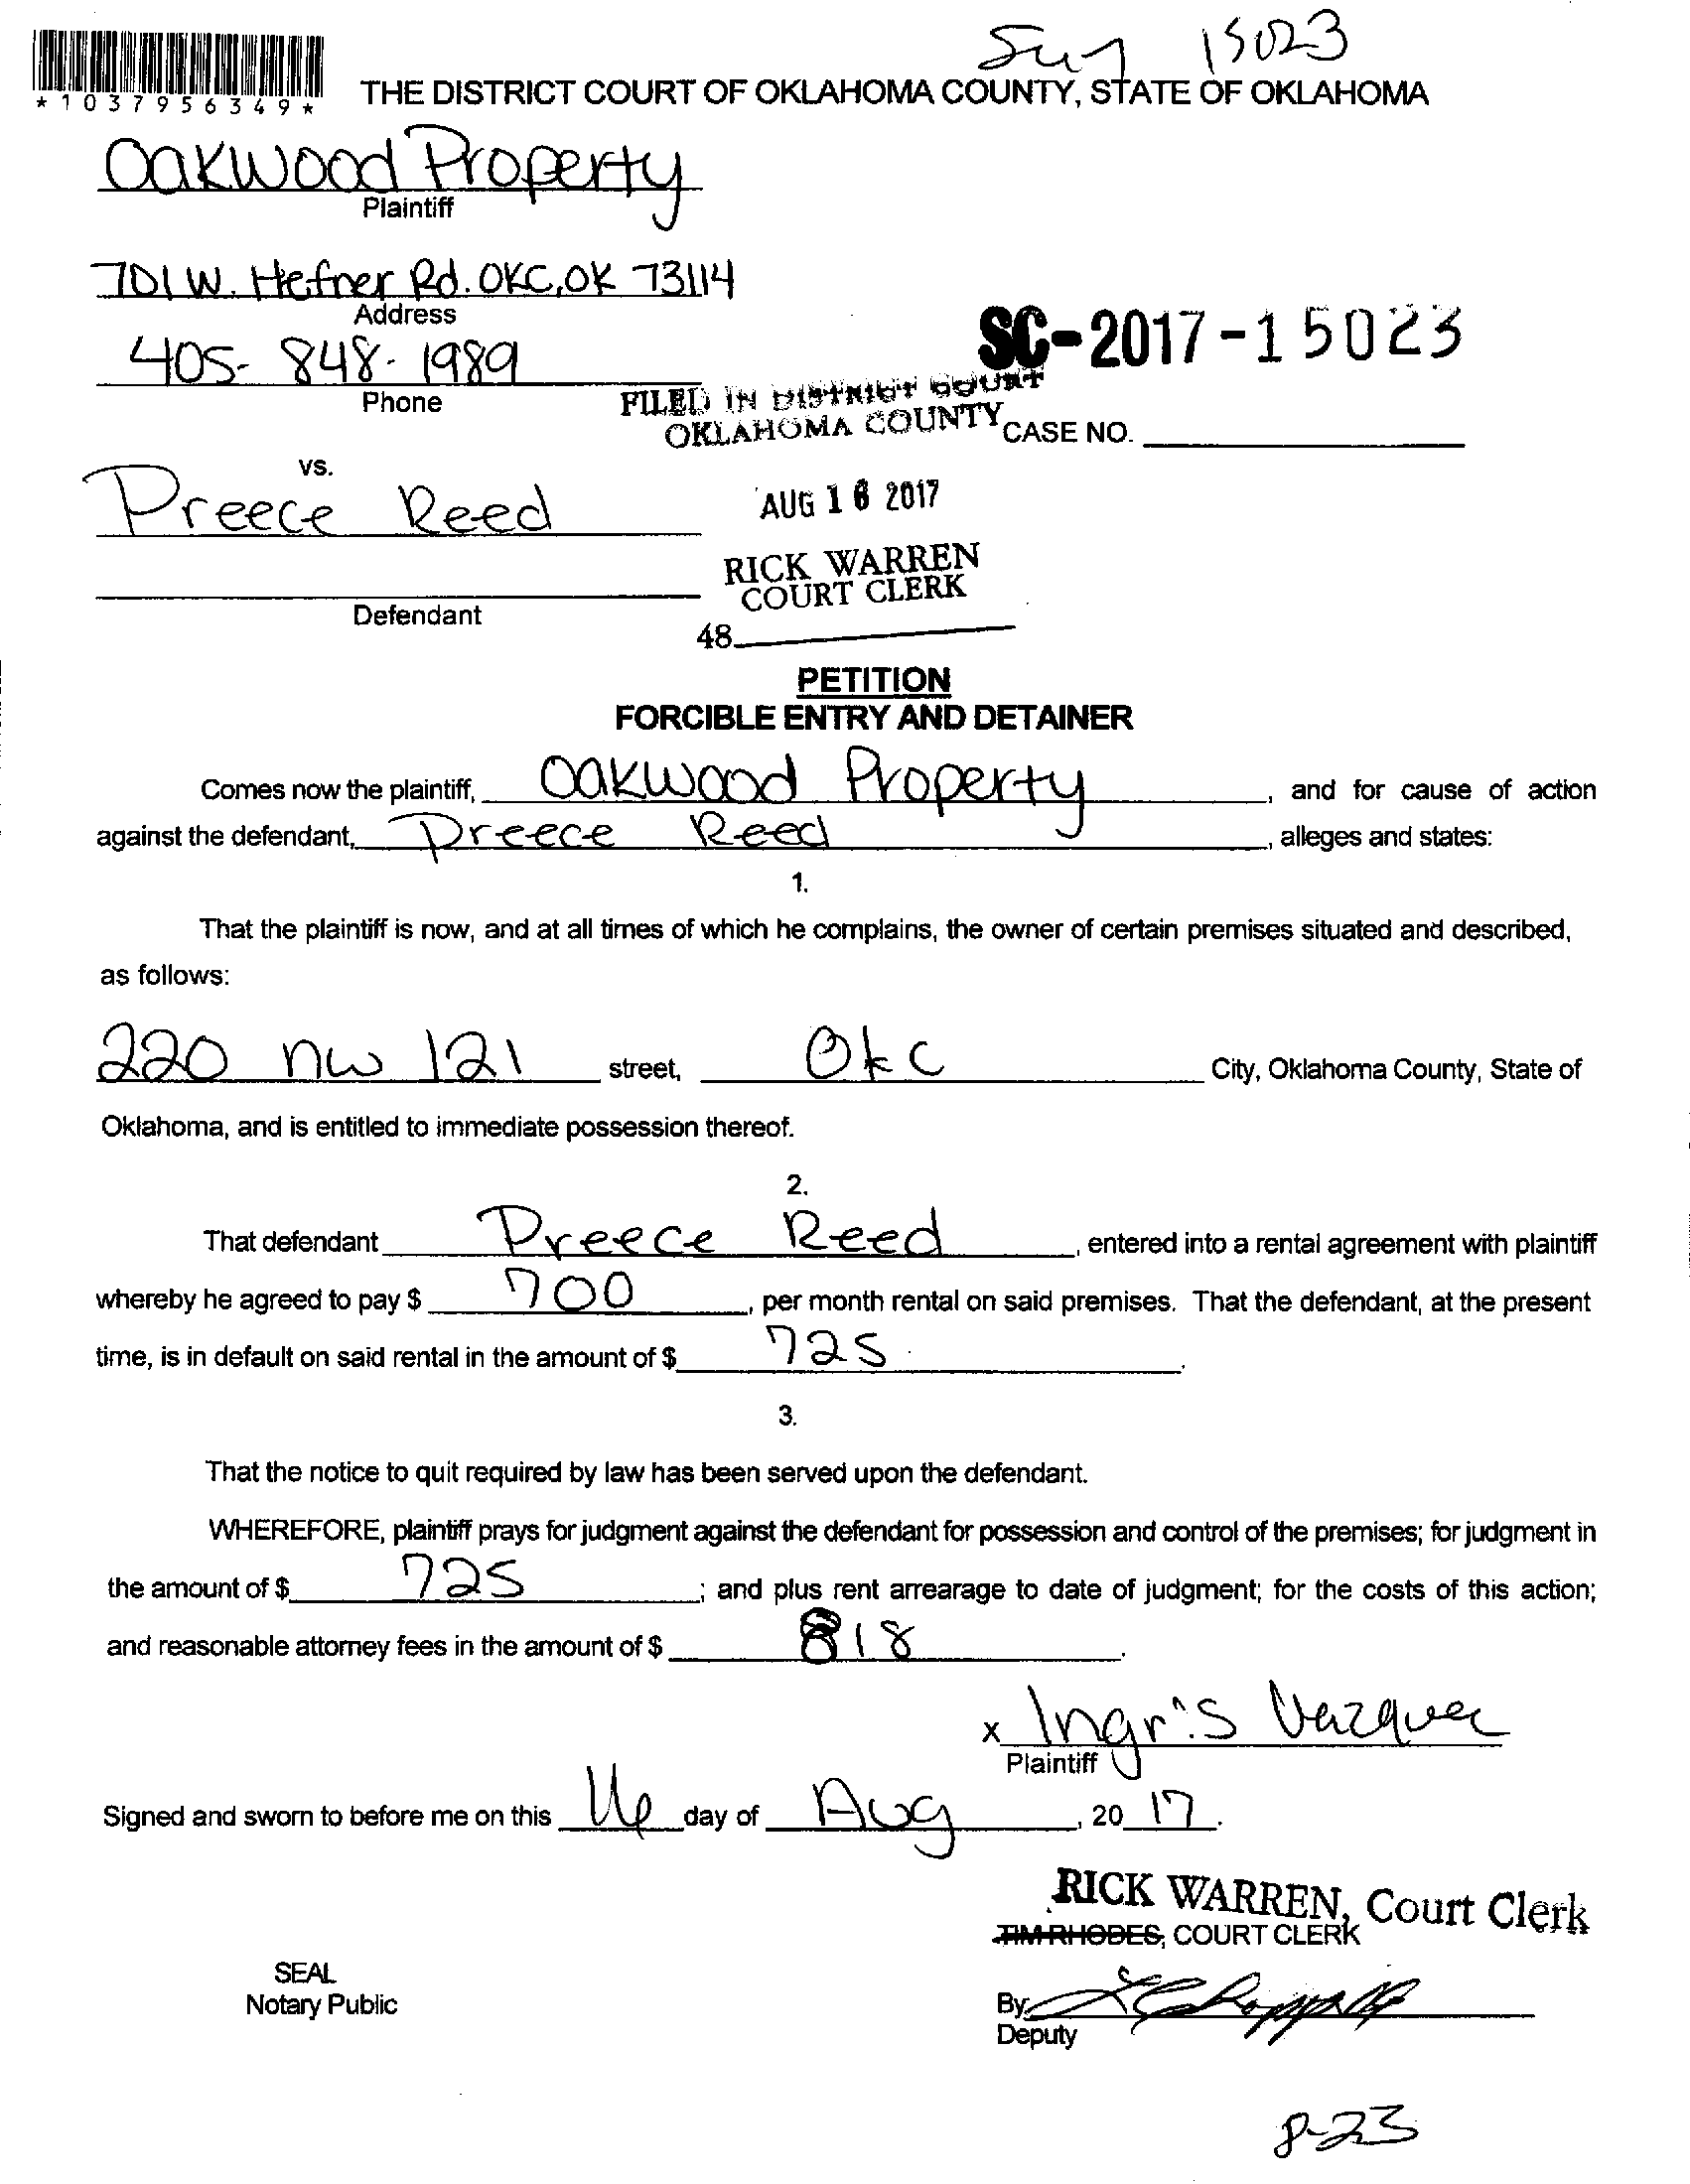 15023
*1037956349*
THE DISTRICT COURT OF OKLAHOMA COUNTY, STATE OF OKLAHOMA
Oakwood Property
Plaintiff
701 W. Hefner Rd. OKC, OK 73114
Address
SC-2017-15023
405-848-1989
Phone
FILED IN DISTRICT COURT
OKLAHOMA COUNTY
CASE NO.
vs.
Preece Reed
AUG 16 2017
RICK WARREN
COURT CLERK
Defendant
48
PETITION
FORCIBLE ENTRY AND DETAINER
Comes now the plaintiff, Oakwood Property, and for cause of action
against the defendant, Preece Reed, alleges and states:
1.
That the plaintiff is now, and at all times of which he complains, the owner of certain premises situated and described,
as follows:
220 nw 121 street, Okc City, Oklahoma County, State of
Oklahoma, and is entitled to immediate possession thereof.
2.
That defendant Preece Reed, entered into a rental agreement with plaintiff
whereby he agreed to pay $ 700, per month rental on said premises. That the defendant, at the present
time, is in default on said rental in the amount of $ 725.
3.
That the notice to quit required by law has been served upon the defendant.
WHEREFORE, plaintiff prays for judgment against the defendant for possession and control of the premises; for judgment in
the amount of $ 725; and plus rent arrearage to date of judgment; for the costs of this action;
and reasonable attorney fees in the amount of $ 818.
x Ingris Vazquez
Plaintiff
Signed and sworn to before me on this 16 day of Aug, 2017.
RICK WARREN, Court Clerk
TIM RHODES, COURT CLERK
SEAL
Notary Public
By
Deputy
8-23